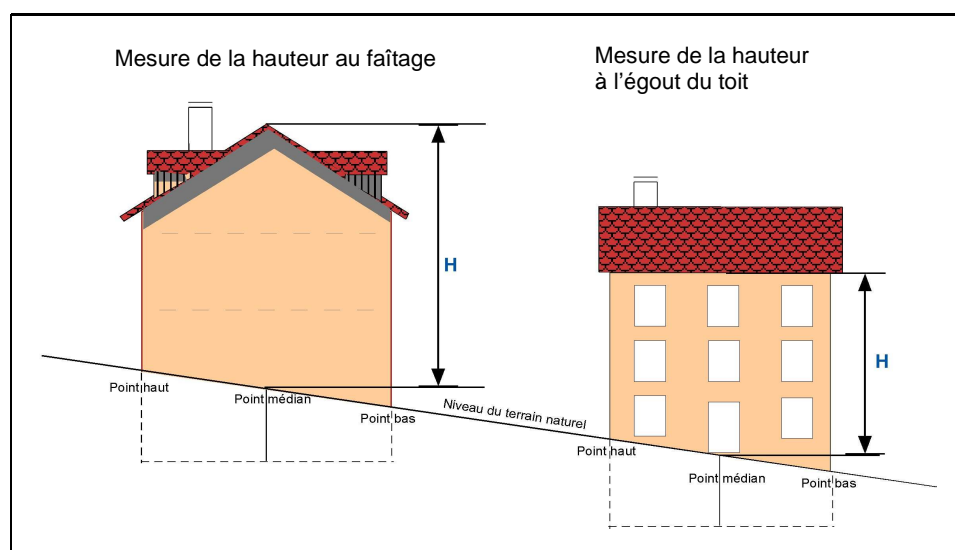 Mesure de la hauteur au faîtage
Mesure de la hauteur
à l'égout du toit
H
H
Point haut
Point médian
Point bas
Niveau du terrain naturel
Point haut
Point médian
Point bas